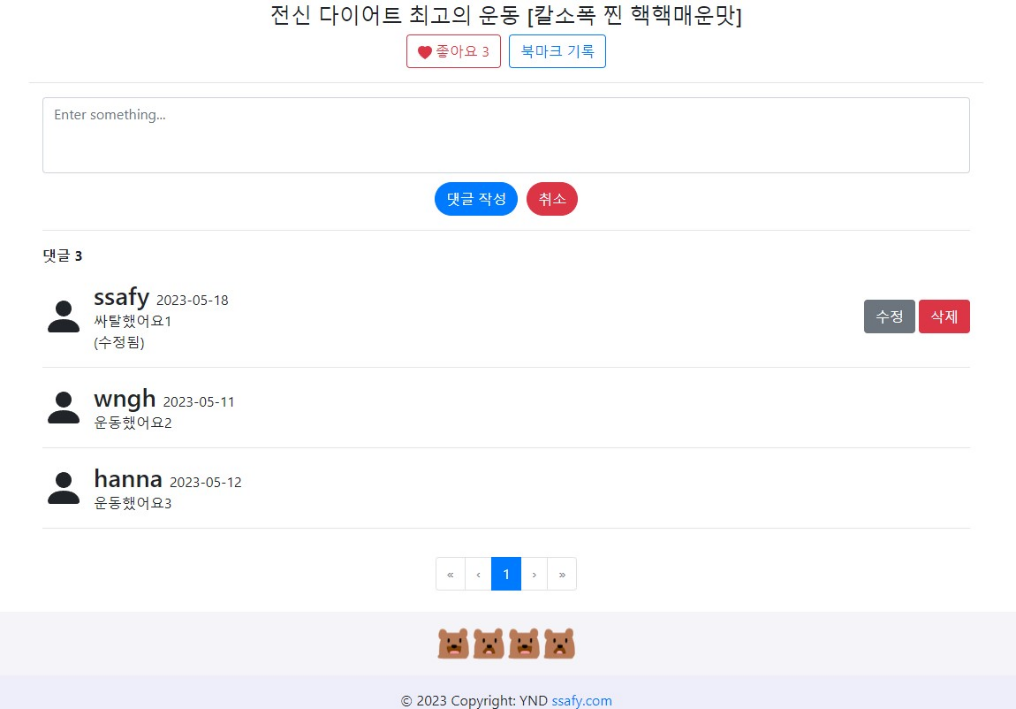 전신 다이어트 최고의 운동 [칼소폭 찐 핵핵매운맛]
좋아요 3 북마크 기록
Enter something...
댓글 작성 취소
댓글 3
ssafy 2023-05-18
싸탈했어요1
(수정됨)
수정 삭제
wngh 2023-05-11
운동했어요2
hanna 2023-05-12
운동했어요3
« ‹ 1 › »
© 2023 Copyright: YND ssafy.com